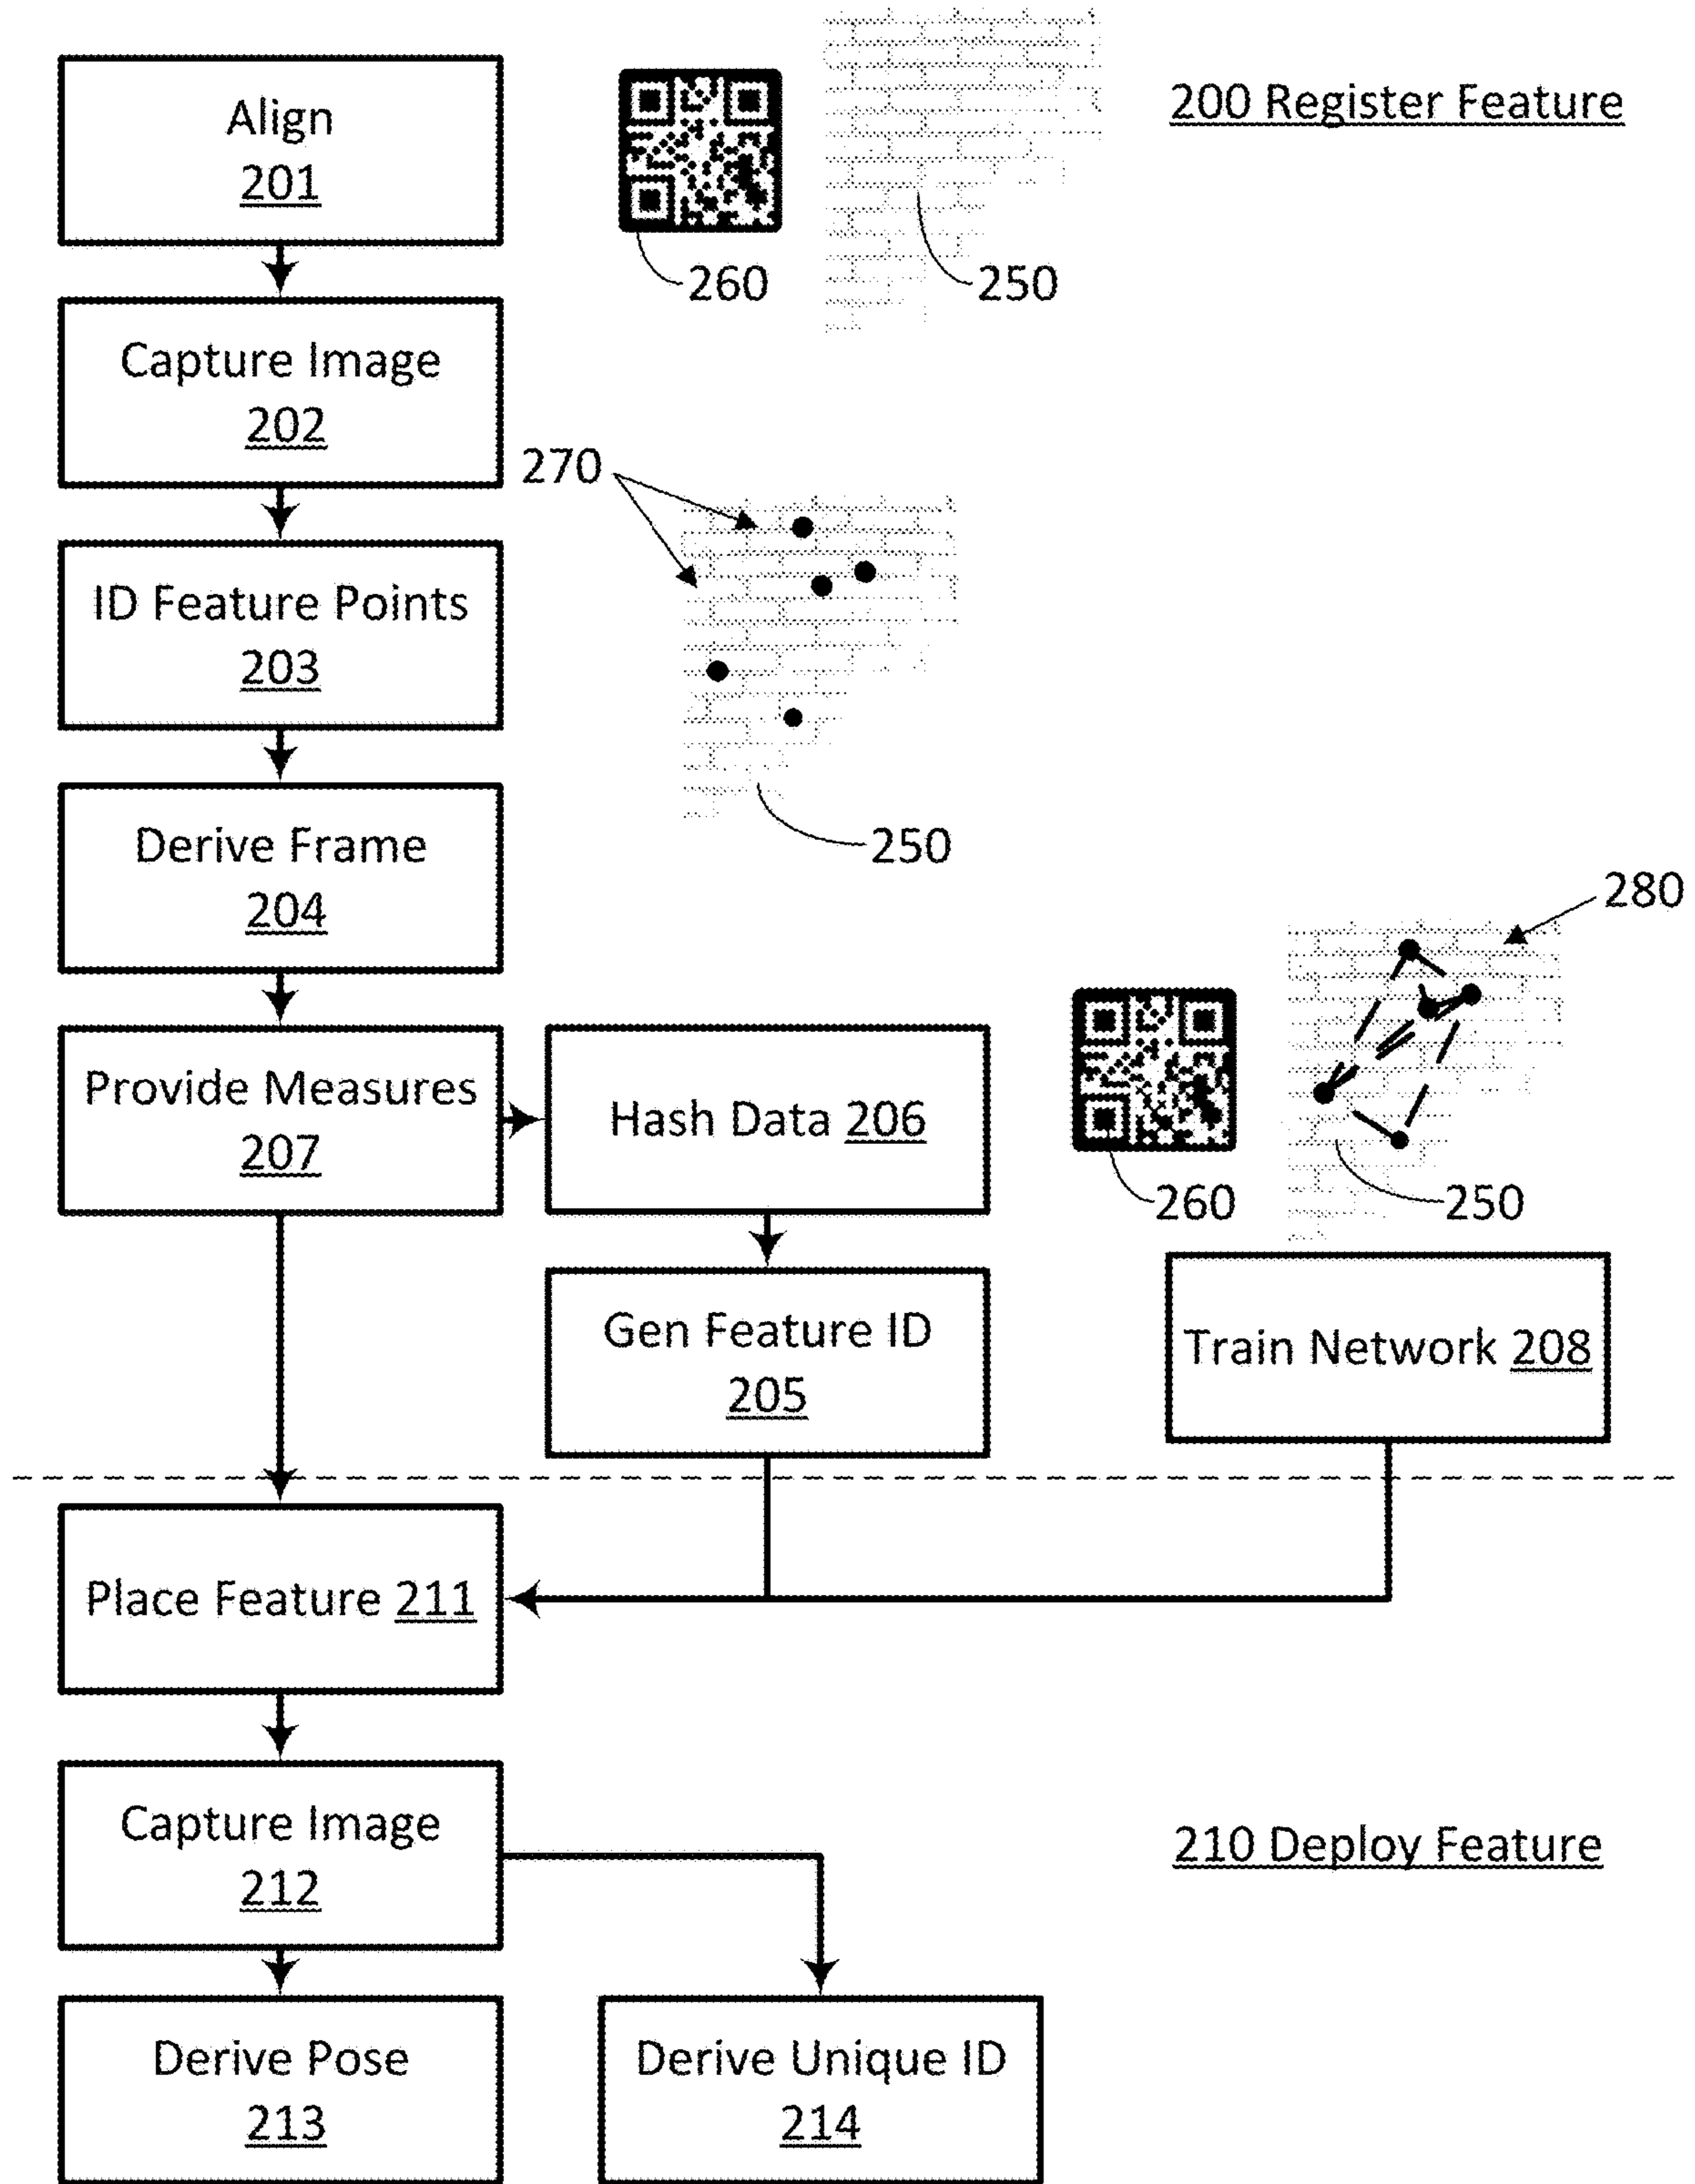 200 Register Feature
Align
201
260
250
Capture Image
202
270
ID Feature Points
203
250
Derive Frame
204
280
Provide Measures
207
Hash Data 206
260
250
Gen Feature ID
205
Train Network 208
Place Feature 211
Capture Image
212
210 Deploy Feature
Derive Pose
213
Derive Unique ID
214